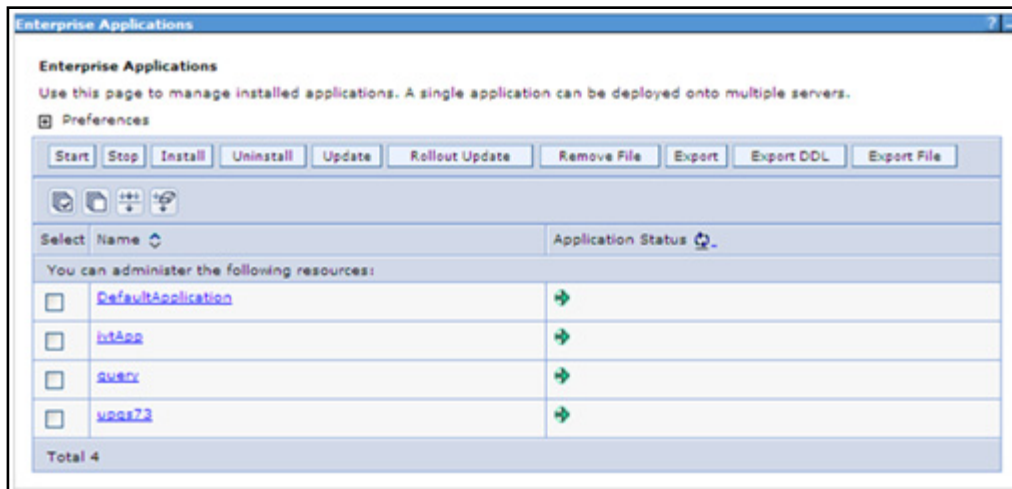 Enterprise Applications ?
Enterprise Applications
Use this page to manage installed applications. A single application can be deployed onto multiple servers.
Preferences
Start Stop Install Uninstall Update Rollout Update Remove File Export Export DDL Export File
Select Name Application Status
You can administer the following resources:
DefaultApplication
ivtApp
query
upgs73
Total 4